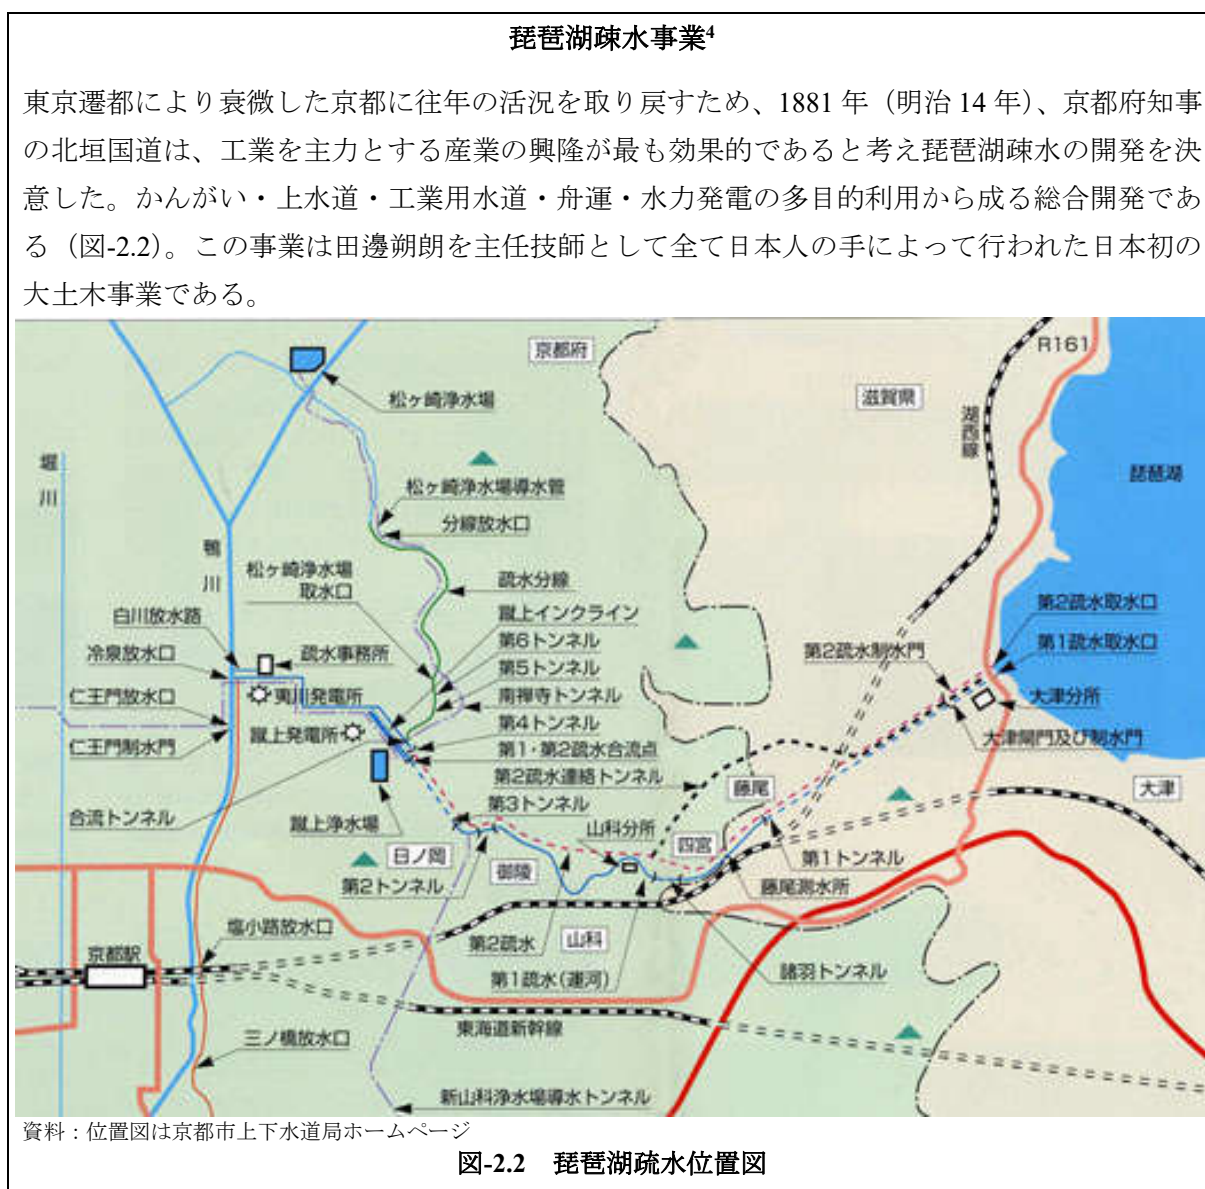 琵琶湖疎水事業4
東京遷都により衰微した京都に往年の活況を取り戻すため、1881 年（明治 14 年）、京都府知事
の北垣国道は、工業を主力とする産業の興隆が最も効果的であると考え琵琶湖疎水の開発を決
意した。かんがい・上水道・工業用水道・舟運・水力発電の多目的利用から成る総合開発であ
る（図-2.2）。この事業は田邊朔朗を主任技師として全て日本人の手によって行われた日本初の
大土木事業である。
京都府
R161
滋賀県
松ヶ崎浄水場
湖西線
堀川
琵琶湖
松ヶ崎浄水場導水管
分線放水口
鴨川
松ヶ崎浄水場
取水口
疏水分線
白川放水路
蹴上インクライン
第2疏水取水口
第6トンネル
冷泉放水口
疏水事務所
第5トンネル
第2疏水制水門
第1疏水取水口
仁王門放水口
夷川発電所
南禅寺トンネル
大津分所
仁王門制水門
蹴上発電所
第4トンネル
大津閘門及び制水門
第1・第2疏水合流点
第2疏水連絡トンネル
藤尾
大津
合流トンネル
蹴上浄水場
第3トンネル
山科分所
四宮
日ノ岡
御陵
第1トンネル
第2トンネル
藤尾測水所
塩小路放水口
京都駅
第2疏水
山科
諸羽トンネル
第1疏水(運河)
東海道新幹線
三ノ橋放水口
新山科浄水場導水トンネル
資料：位置図は京都市上下水道局ホームページ
図-2.2 琵琶湖疏水位置図